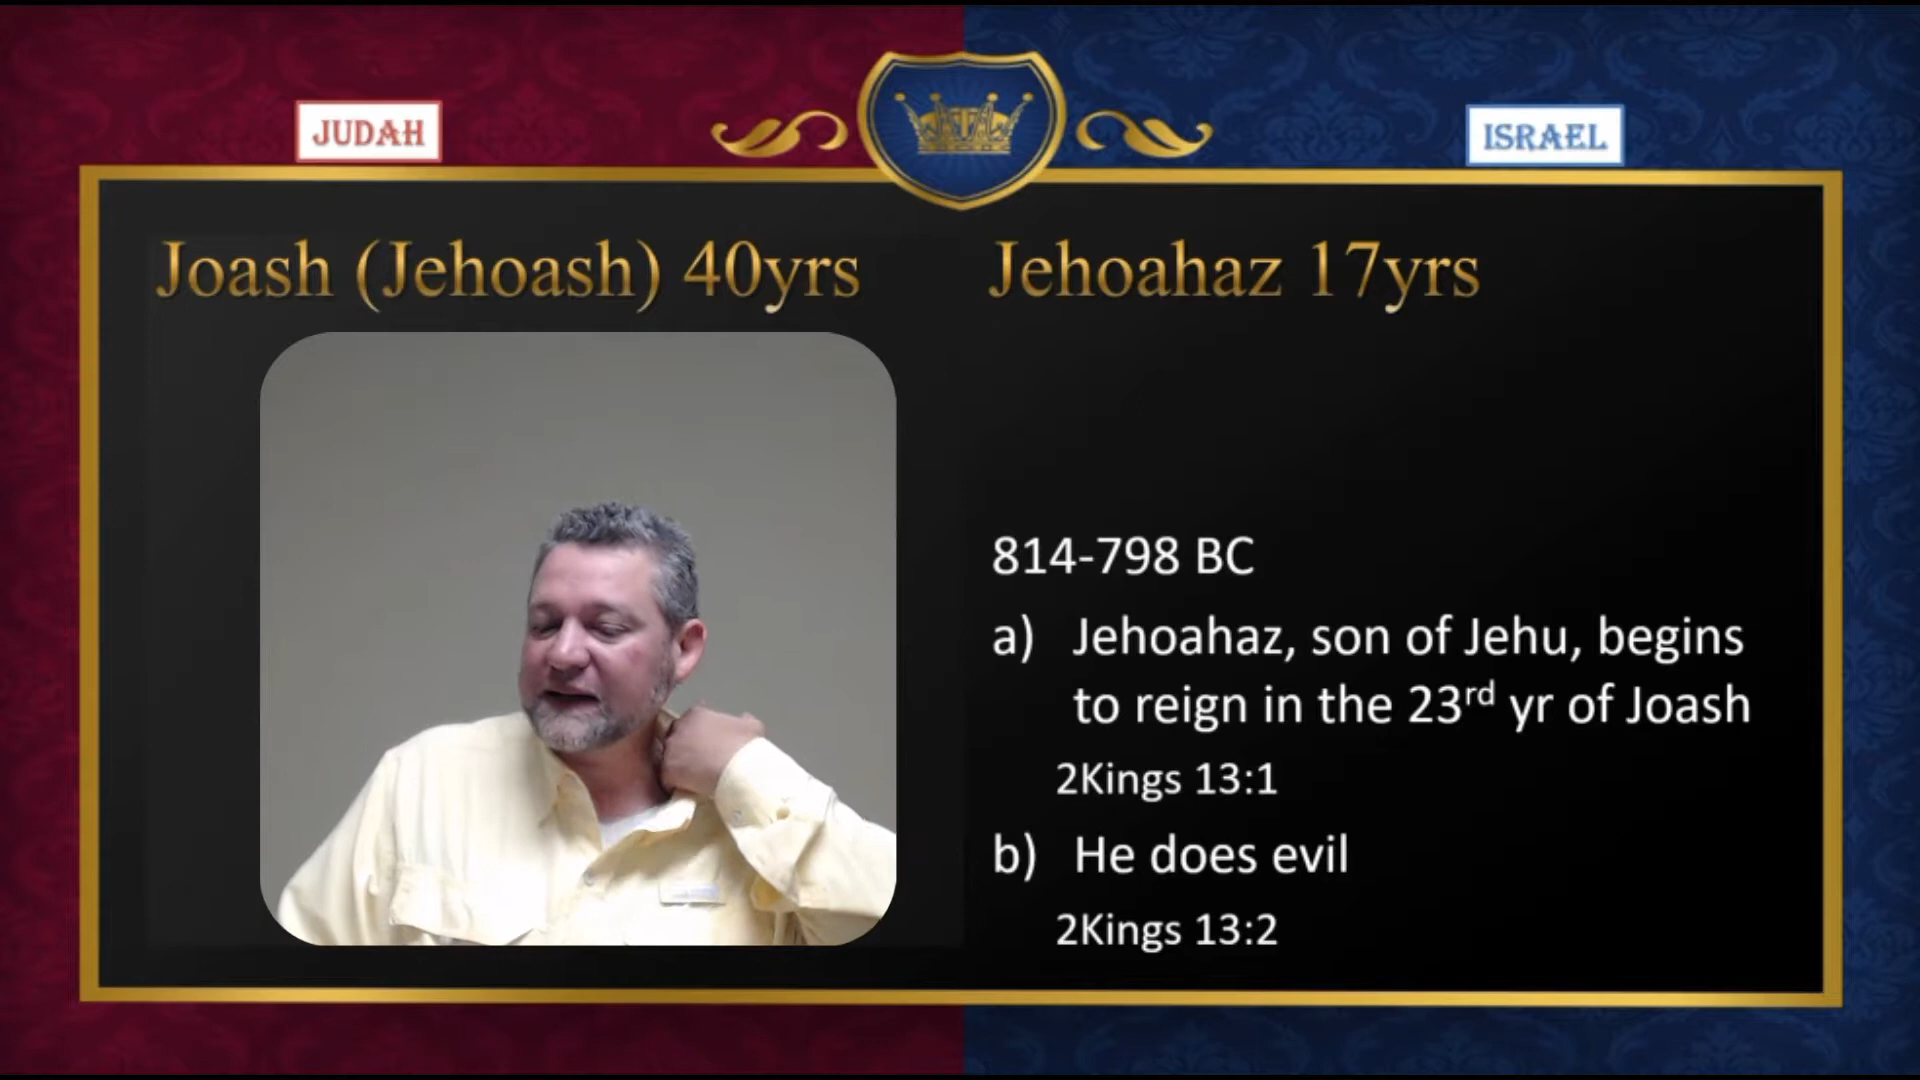 JUDAH
ISRAEL
Joash (Jehoash) 40yrs
Jehoahaz 17yrs
814-798 BC
a) Jehoahaz, son of Jehu, begins
to reign in the 23rd yr of Joash
2Kings 13:1
b) He does evil
2Kings 13:2